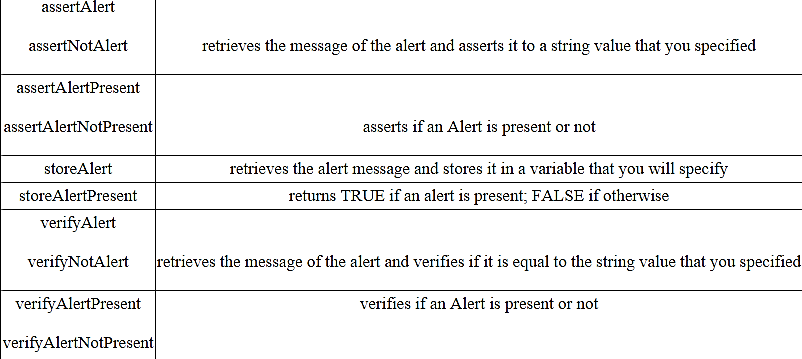 assertAlert
assertNotAlert retrieves the message of the alert and asserts it to a string value that you specified
assertAlertPresent
assertAlertNotPresent asserts if an Alert is present or not
storeAlert retrieves the alert message and stores it in a variable that you will specify
storeAlertPresent returns TRUE if an alert is present; FALSE if otherwise
verifyAlert
verifyNotAlert retrieves the message of the alert and verifies if it is equal to the string value that you specified
verifyAlertPresent verifies if an Alert is present or not
verifyAlertNotPresent